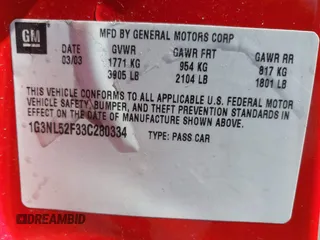 GM
MFD BY GENERAL MOTORS CORP
DATE GVWR GAWR FRT GAWR RR
03/03 1771 KG 954 KG 817 KG
3905 LB 2104 LB 1801 LB
THIS VEHICLE CONFORMS TO ALL APPLICABLE U.S. FEDERAL MOTOR
VEHICLE SAFETY, BUMPER, AND THEFT PREVENTION STANDARDS IN
EFFECT ON THE DATE OF MANUFACTURE SHOWN ABOVE.
1G3NL52F33C280334 TYPE: PASS CAR
DREAMBID